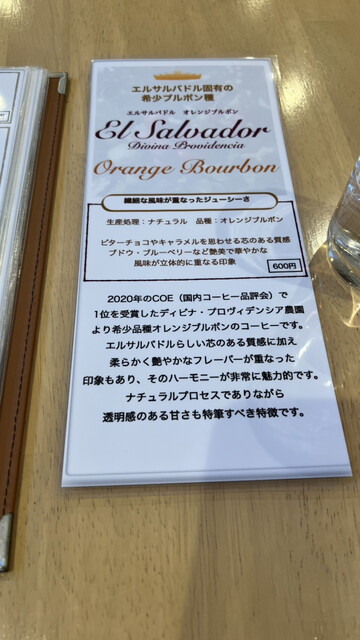 エルサルバドル固有の
希少ブルボン種
エルサルバドル オレンジブルボン
El Salvador
Divina Providencia
Orange Bourbon
繊細な風味が重なったジューシーさ
生産処理：ナチュラル 品種：オレンジブルボン
ビターチョコやキャラメルを思わせる芯のある質感
ブドウ・ブルーベリーなど艶美で華やかな
風味が立体的に重なる印象
600円
2020年のCOE（国内コーヒー品評会）で
1位を受賞したディビナ・プロヴィデンシア農園
より希少品種オレンジブルボンのコーヒーです。
エルサルバドルらしい芯のある質感に加え
柔らかく艶やかなフレーバーが重なった
印象もあり、そのハーモニーが非常に魅力的です。
ナチュラルプロセスでありながら
透明感のある甘さも特筆すべき特徴です。